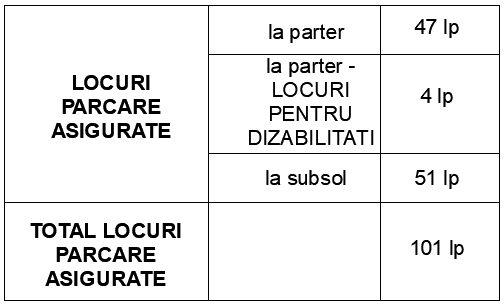 LOCURI
PARCARE
ASIGURATE
la parter
47 lp
la parter -
LOCURI
PENTRU
DIZABILITATI
4 lp
la subsol
51 lp
TOTAL LOCURI
PARCARE
ASIGURATE
101 lp